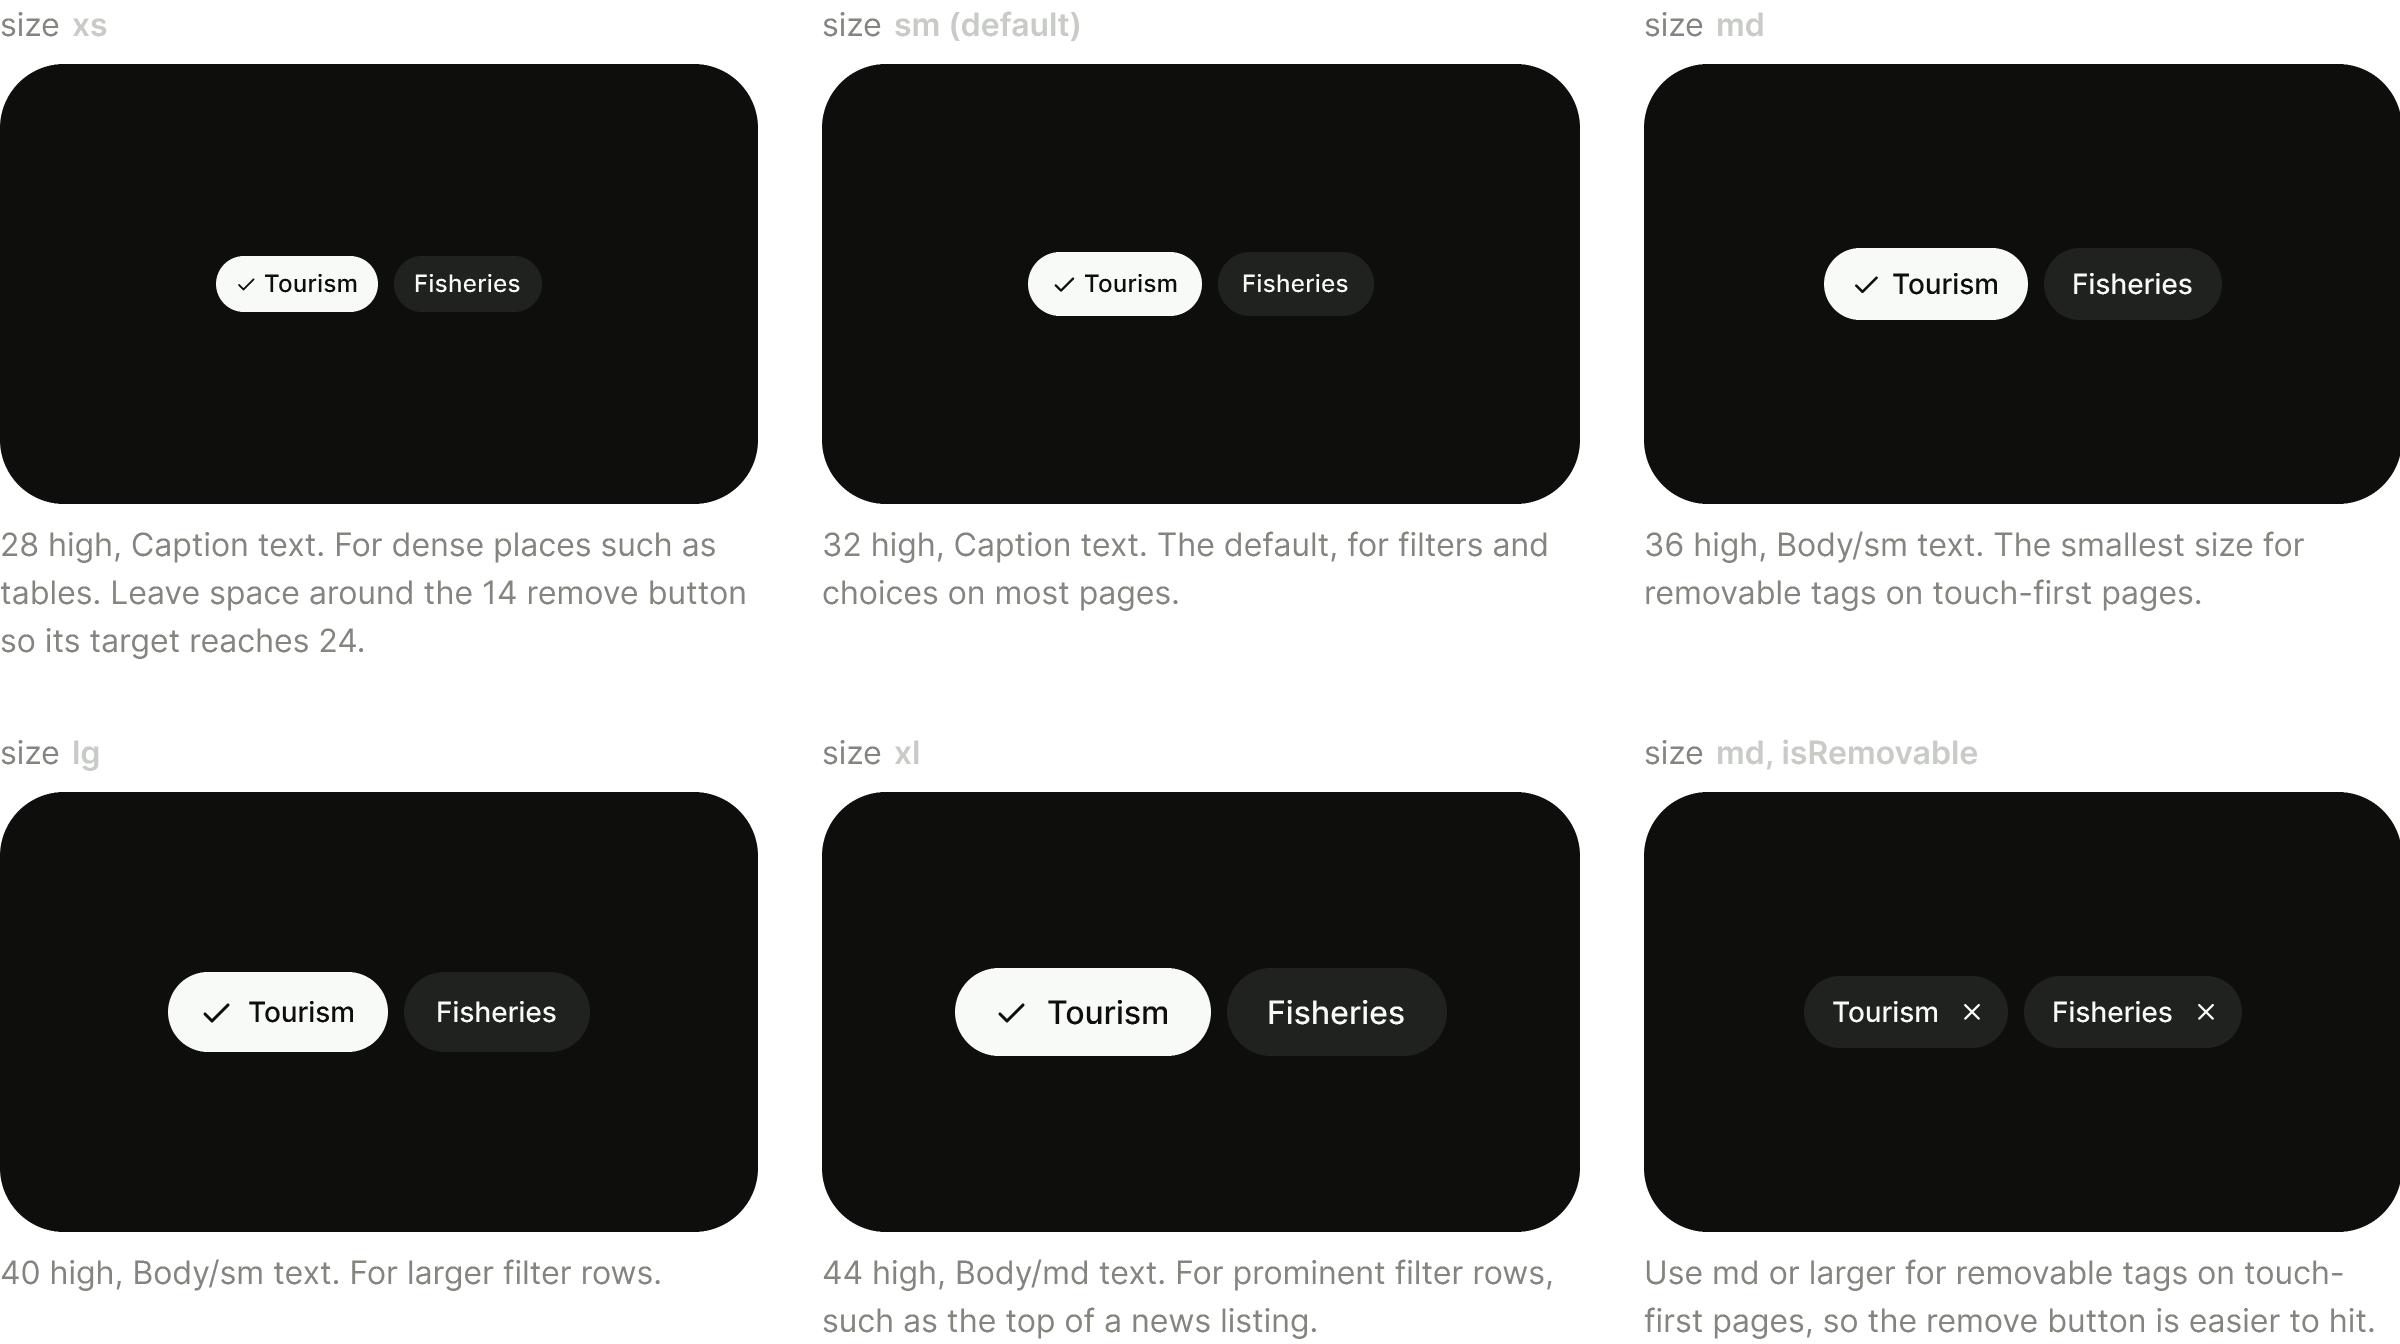 size xs
Tourism
Fisheries
28 high, Caption text. For dense places such as
tables. Leave space around the 14 remove button
so its target reaches 24.
size sm (default)
Tourism
Fisheries
32 high, Caption text. The default, for filters and
choices on most pages.
size md
Tourism
Fisheries
36 high, Body/sm text. The smallest size for
removable tags on touch-first pages.
size lg
Tourism
Fisheries
40 high, Body/sm text. For larger filter rows.
size xl
Tourism
Fisheries
44 high, Body/md text. For prominent filter rows,
such as the top of a news listing.
size md, isRemovable
Tourism
Fisheries
Use md or larger for removable tags on touch-
first pages, so the remove button is easier to hit.